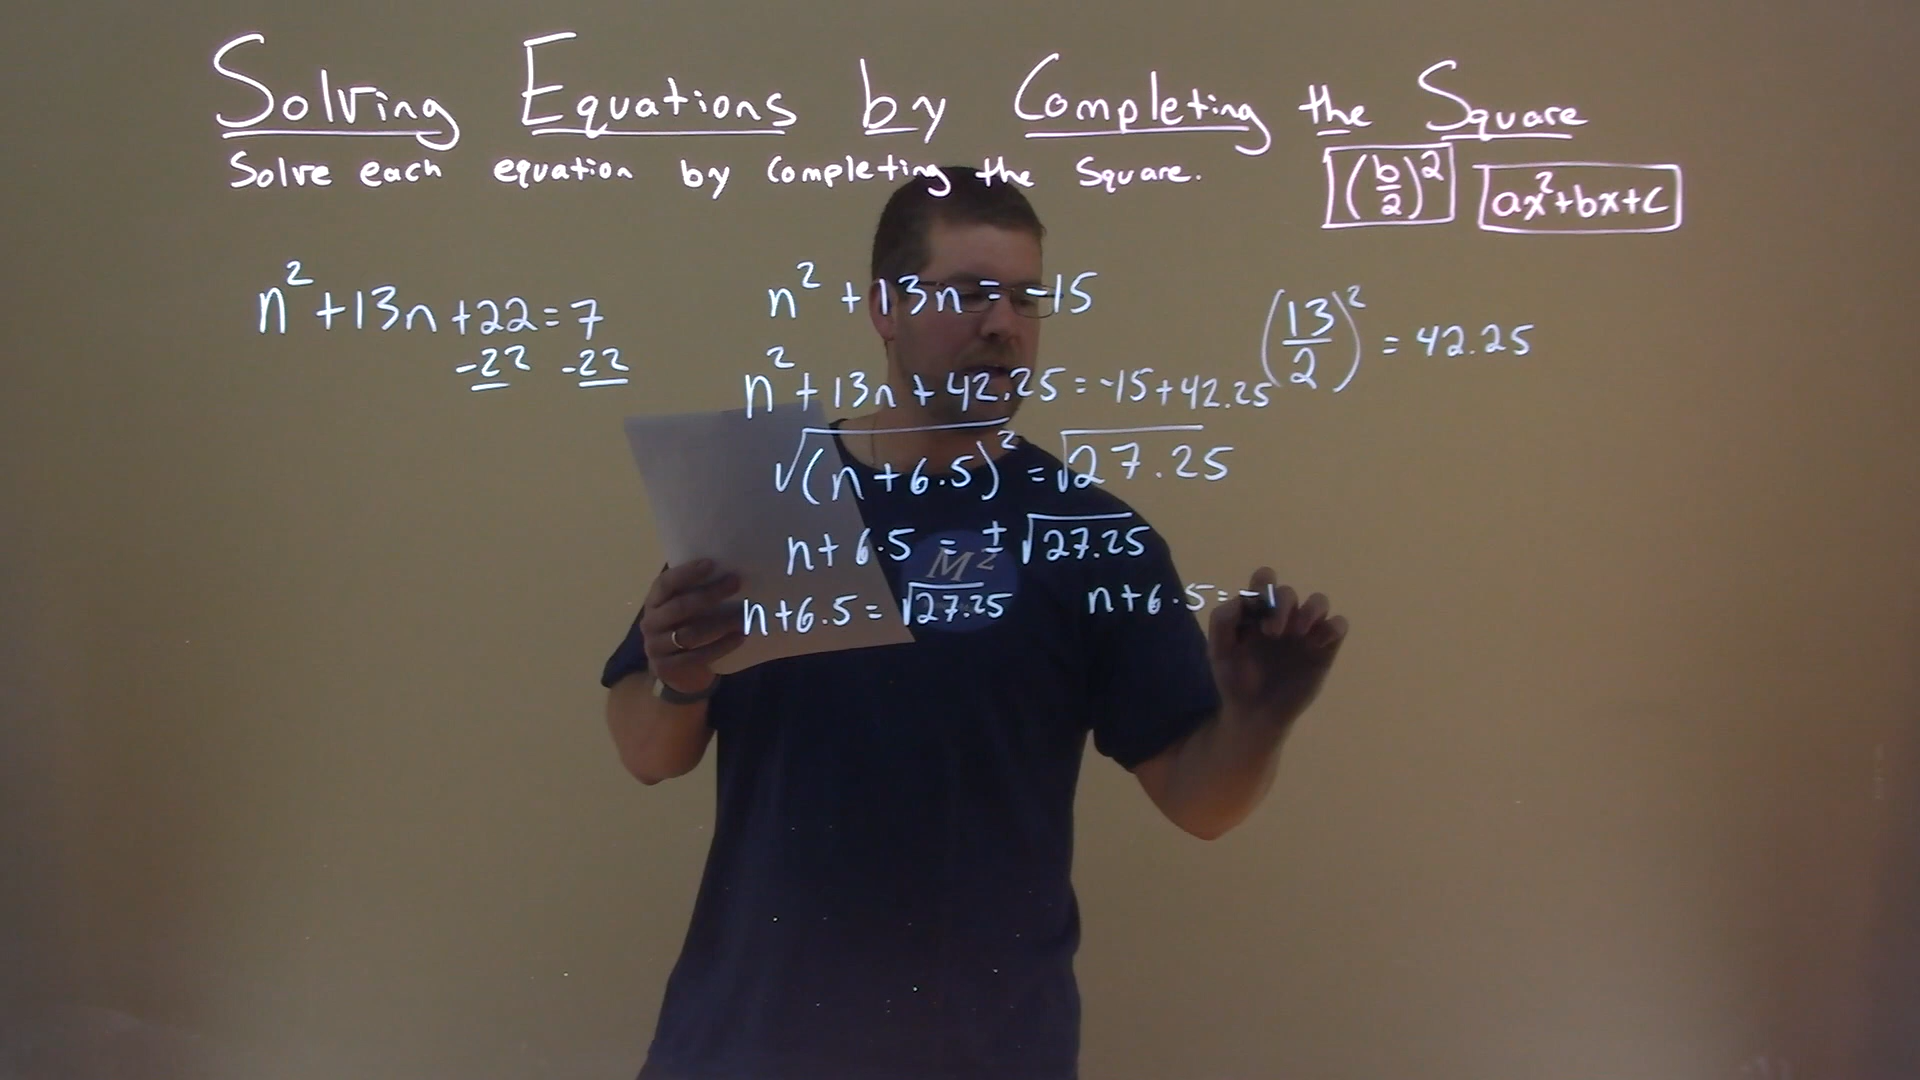 Solving Equations by Completing the Square
Solve each equation by completing the square.
(b/2)² ax²+bx+c
n²+13n+22=7
-22 -22
n²+13n=-15
(13/2)²=42.25
n²+13n+42.25=-15+42.25
√(n+6.5)²=√27.25
n+6.5=±√27.25
M²
n+6.5=√27.25
n+6.5=-